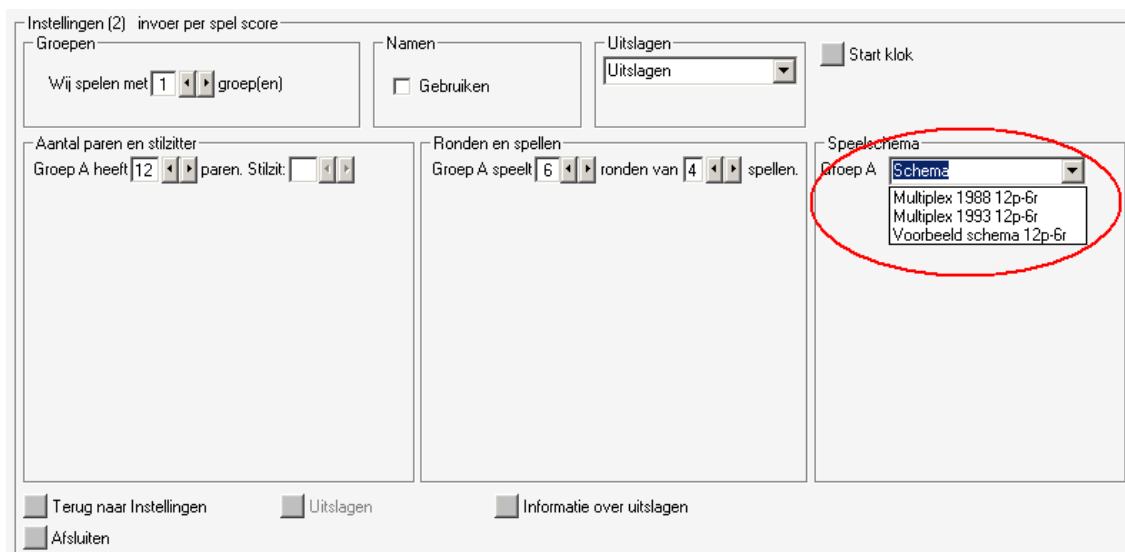 Instellingen (2) invoer per spel score
Groepen
Wij spelen met 1 groep(en)
Namen
Gebruiken
Uitslagen
Uitslagen
Start klok
Aantal paren en stilzitter
Groep A heeft 12 paren. Stilzit:
Ronden en spellen
Groep A speelt 6 ronden van 4 spellen.
Speelschema
Groep A Schema
Multiplex 1988 12p-6r
Multiplex 1993 12p-6r
Voorbeeld schema 12p-6r
Terug naar Instellingen
Uitslagen
Informatie over uitslagen
Afsluiten